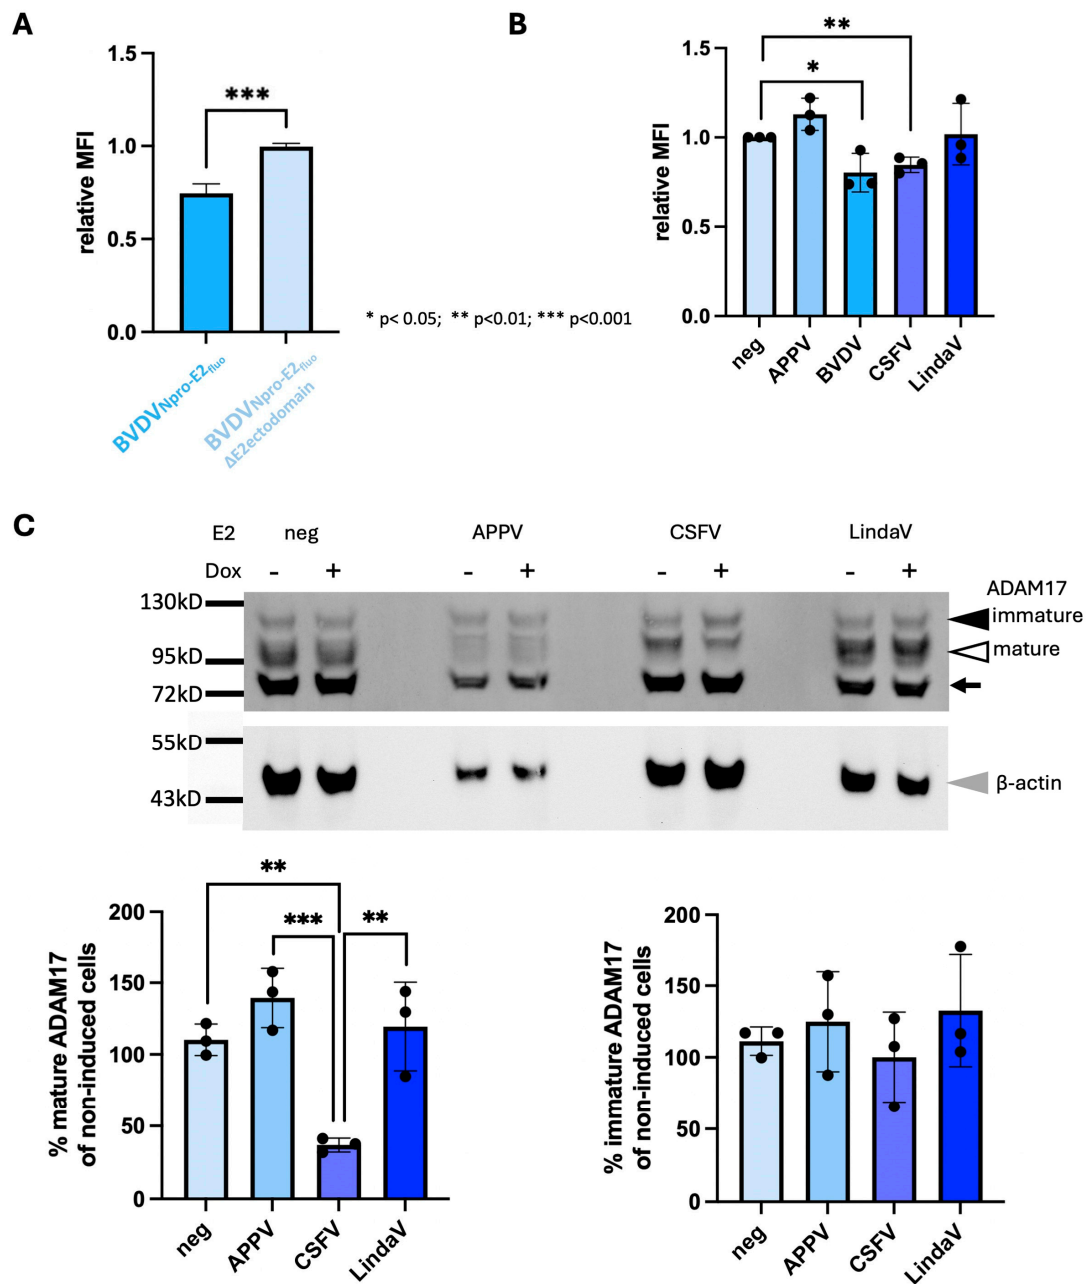 A
1.5
1.0
0.5
0.0
relative MFI
***
BVDVNpro-E2fluo
BVDVNpro-E2fluo
ΔE2ectodomain
* p< 0.05; ** p<0.01; *** p<0.001
B
1.5
1.0
0.5
0.0
relative MFI
**
*
neg
APPV
BVDV
CSFV
LindaV
C
E2 neg APPV CSFV LindaV
Dox - + - + - + - +
130kD
95kD
72kD
55kD
43kD
ADAM17
immature
mature
β-actin
200
150
100
50
0
% mature ADAM17
of non-induced cells
**
***
**
neg
APPV
CSFV
LindaV
200
150
100
50
0
% immature ADAM17
of non-induced cells
neg
APPV
CSFV
LindaV